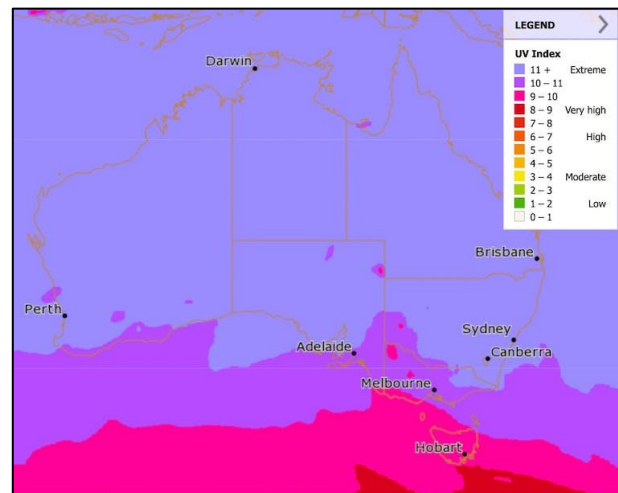 LEGEND
UV Index
11 + Extreme
10 – 11
9 – 10
8 – 9 Very high
7 – 8
6 – 7 High
5 – 6
4 – 5
3 – 4 Moderate
2 – 3
1 – 2 Low
0 – 1
Darwin
Brisbane
Perth
Sydney
Adelaide
Canberra
Melbourne
Hobart